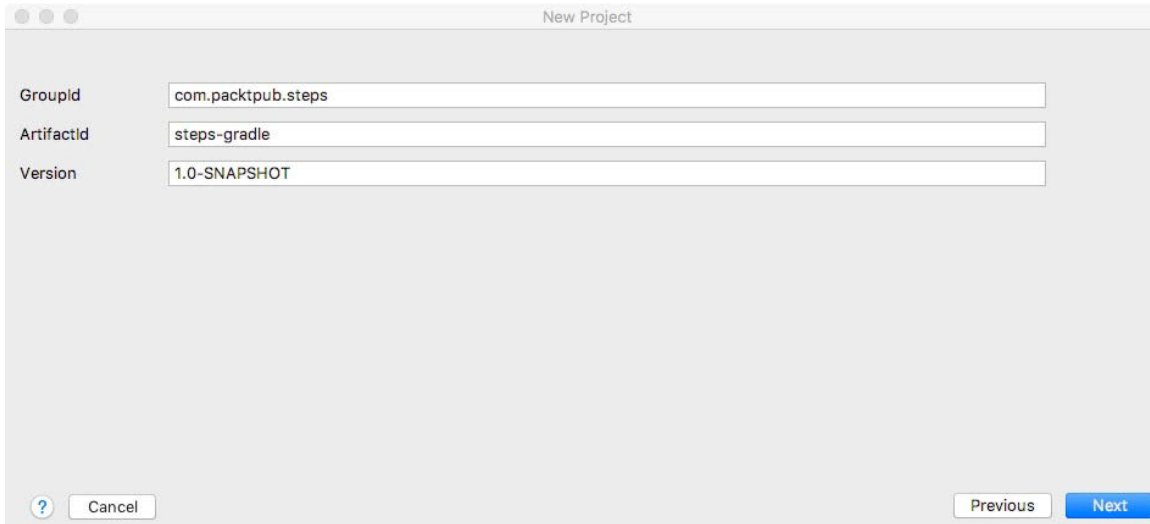 New Project
GroupId com.packtpub.steps
ArtifactId steps-gradle
Version 1.0-SNAPSHOT
? Cancel Previous Next